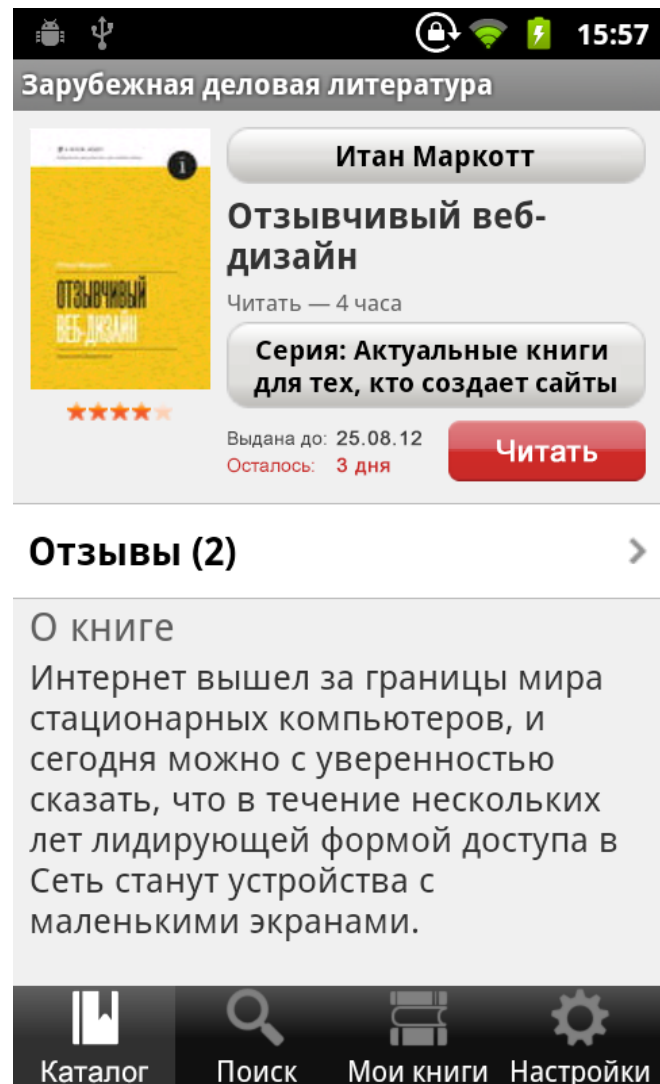 15:57
Зарубежная деловая литература
i
ОТЗЫВЧИВЫЙ
ВЕБ-ДИЗАЙН
Итан Маркотт
Отзывчивый веб-
дизайн
Читать — 4 часа
Серия: Актуальные книги
для тех, кто создает сайты
Выдана до: 25.08.12
Осталось: 3 дня
Читать
Отзывы (2)
О книге
Интернет вышел за границы мира
стационарных компьютеров, и
сегодня можно с уверенностью
сказать, что в течение нескольких
лет лидирующей формой доступа в
Сеть станут устройства с
маленькими экранами.
Каталог Поиск Мои книги Настройки